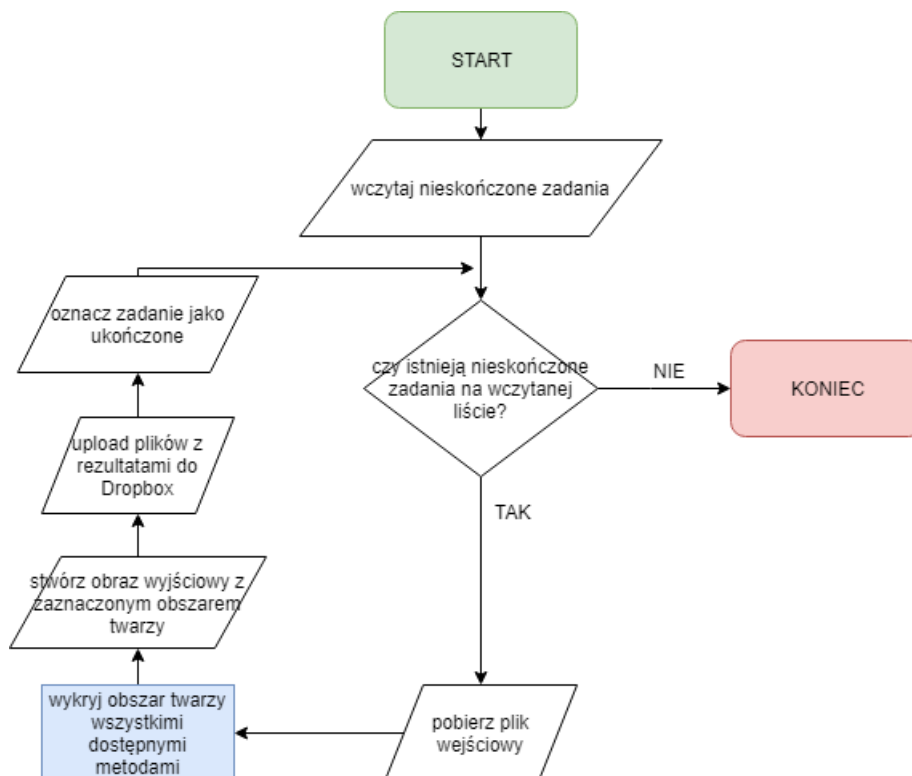 START
wczytaj nieskończone zadania
oznacz zadanie jako
ukończone
czy istnieją nieskończone
zadania na wczytanej
liście?
NIE
KONIEC
upload plików z
rezultatami do
Dropbox
TAK
stwórz obraz wyjściowy z
zaznaczonym obszarem
twarzy
wykryj obszar twarzy
wszystkimi
dostępnymi
metodami
pobierz plik
wejściowy